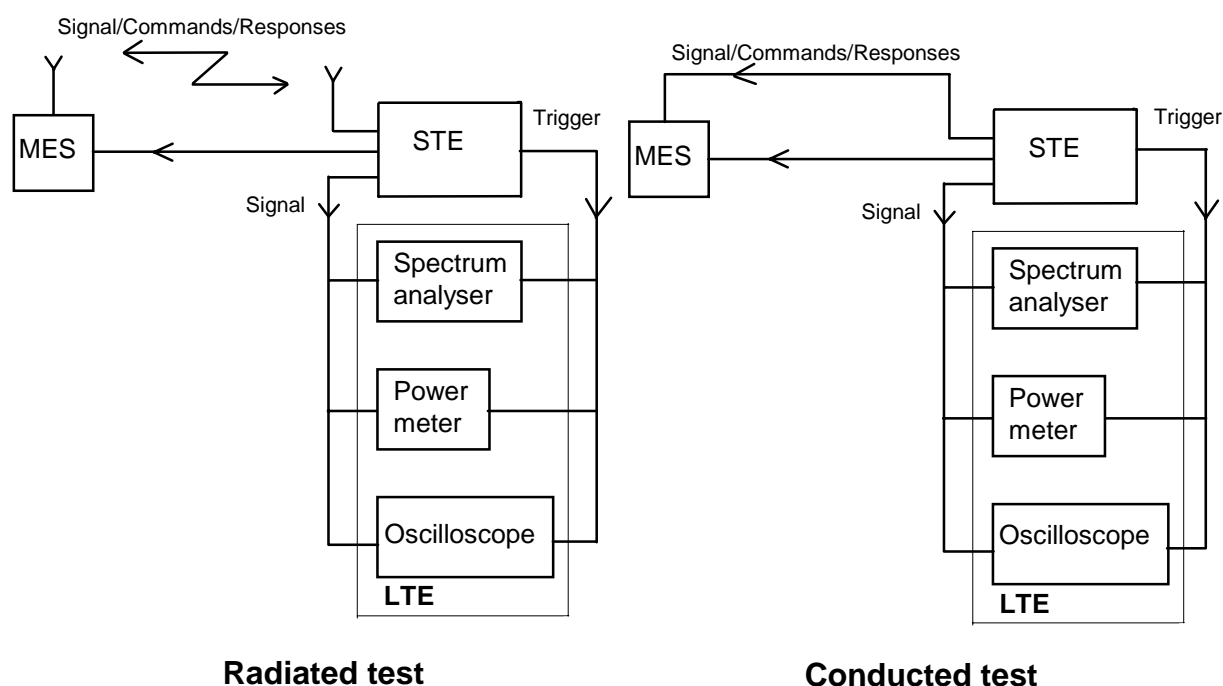 Signal/Commands/Responses
MES
STE
Trigger
Signal
Spectrum
analyser
Power
meter
Oscilloscope
LTE
Radiated test
Signal/Commands/Responses
MES
STE
Trigger
Signal
Spectrum
analyser
Power
meter
Oscilloscope
LTE
Conducted test